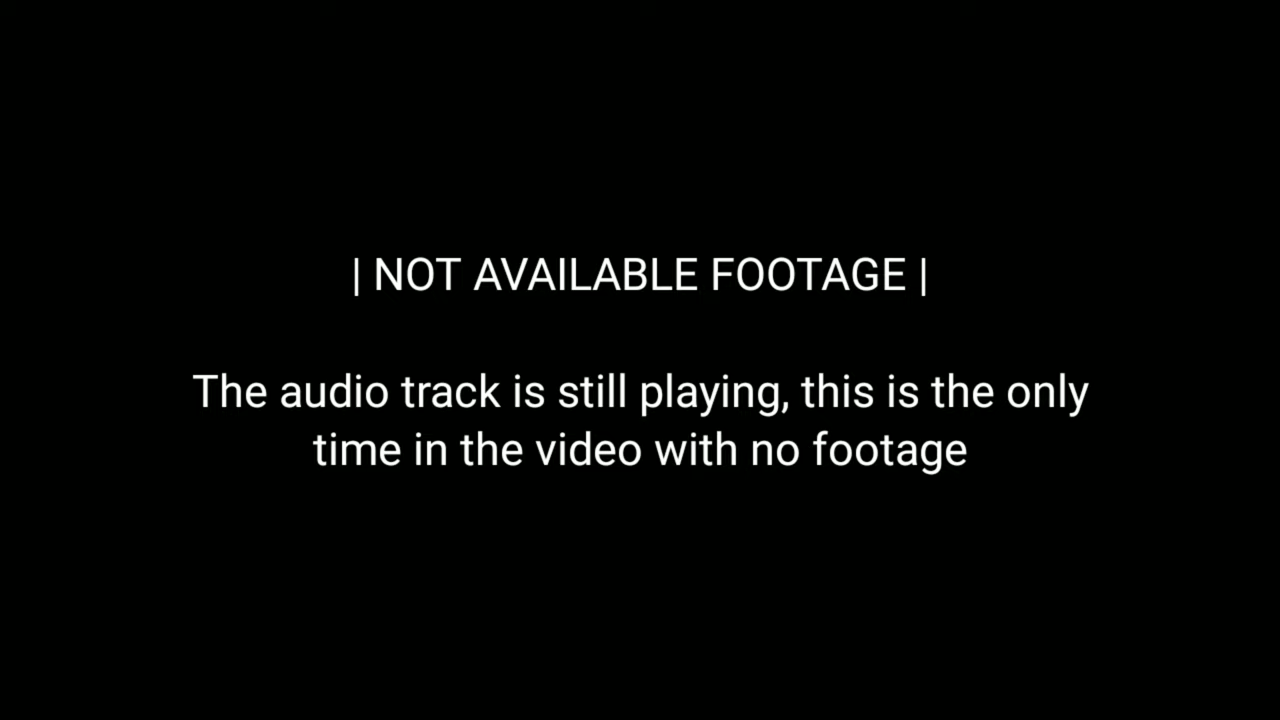 | NOT AVAILABLE FOOTAGE |
The audio track is still playing, this is the only
time in the video with no footage